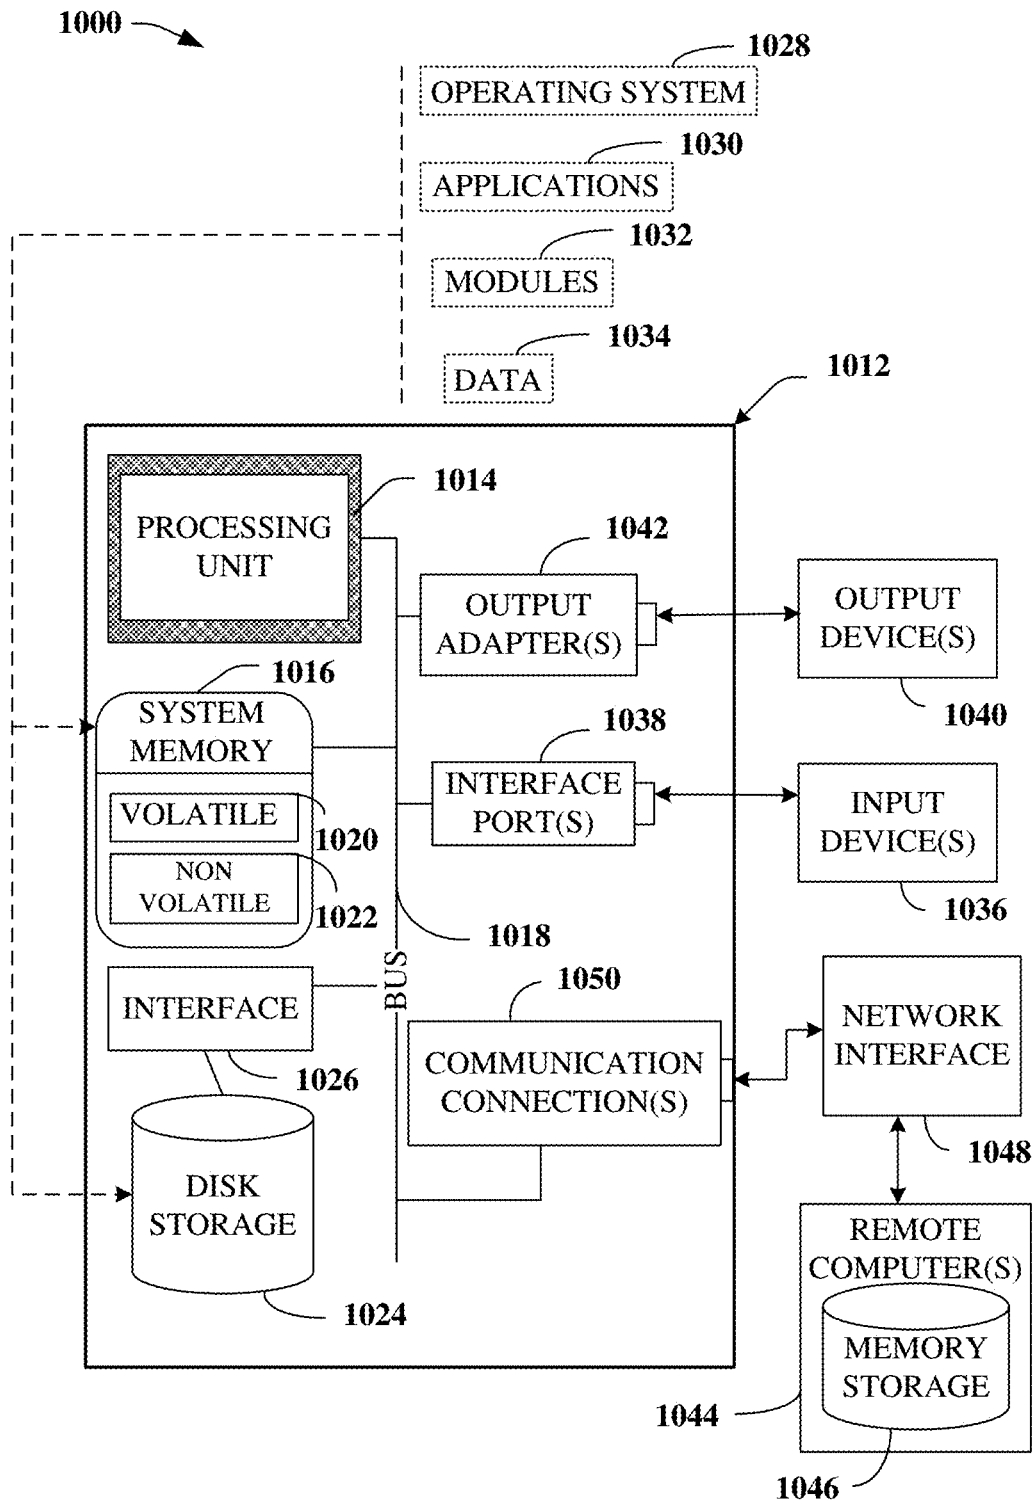 1000
1028
OPERATING SYSTEM
1030
APPLICATIONS
1032
MODULES
1034
DATA
1012
1014
PROCESSING
UNIT
1042
OUTPUT
ADAPTER(S)
OUTPUT
DEVICE(S)
1040
1016
SYSTEM
MEMORY
1038
INTERFACE
PORT(S)
INPUT
DEVICE(S)
1036
VOLATILE
1020
NON
VOLATILE
1022
1018
BUS
INTERFACE
1026
1050
COMMUNICATION
CONNECTION(S)
NETWORK
INTERFACE
1048
DISK
STORAGE
1024
REMOTE
COMPUTER(S)
MEMORY
STORAGE
1044
1046